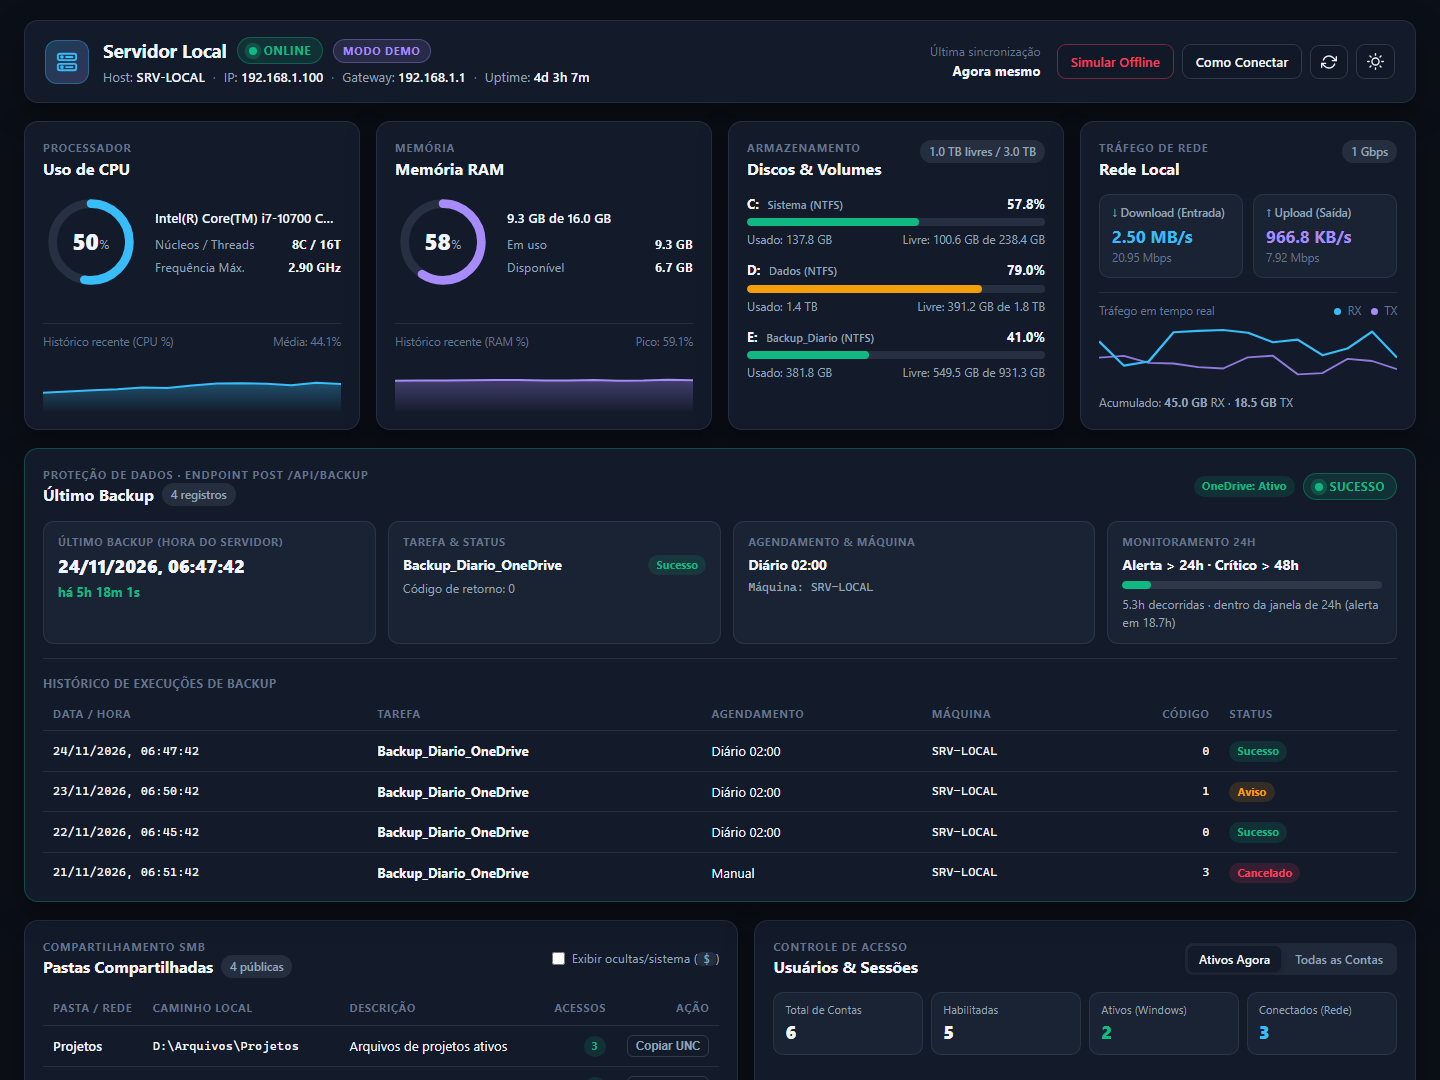 Servidor Local ONLINE MODO DEMO
Host: SRV-LOCAL · IP: 192.168.1.100 · Gateway: 192.168.1.1 · Uptime: 4d 3h 7m
Última sincronização
Agora mesmo
Simular Offline
Como Conectar
PROCESSADOR
Uso de CPU
50%
Intel(R) Core(TM) i7-10700 C...
Núcleos / Threads 8C / 16T
Frequência Máx. 2.90 GHz
Histórico recente (CPU %) Média: 44.1%
MEMÓRIA
Memória RAM
58%
9.3 GB de 16.0 GB
Em uso 9.3 GB
Disponível 6.7 GB
Histórico recente (RAM %) Pico: 59.1%
ARMAZENAMENTO
Discos & Volumes
1.0 TB livres / 3.0 TB
C: Sistema (NTFS) 57.8%
Usado: 137.8 GB Livre: 100.6 GB de 238.4 GB
D: Dados (NTFS) 79.0%
Usado: 1.4 TB Livre: 391.2 GB de 1.8 TB
E: Backup_Diario (NTFS) 41.0%
Usado: 381.8 GB Livre: 549.5 GB de 931.3 GB
TRÁFEGO DE REDE
Rede Local
1 Gbps
↓ Download (Entrada)
2.50 MB/s
20.95 Mbps
↑ Upload (Saída)
966.8 KB/s
7.92 Mbps
Tráfego em tempo real RX TX
Acumulado: 45.0 GB RX · 18.5 GB TX
PROTEÇÃO DE DADOS · ENDPOINT POST /API/BACKUP
Último Backup 4 registros
OneDrive: Ativo SUCESSO
ÚLTIMO BACKUP (HORA DO SERVIDOR)
24/11/2026, 06:47:42
há 5h 18m 1s
TAREFA & STATUS
Backup_Diario_OneDrive Sucesso
Código de retorno: 0
AGENDAMENTO & MÁQUINA
Diário 02:00
Máquina: SRV-LOCAL
MONITORAMENTO 24H
Alerta > 24h · Crítico > 48h
5.3h decorridas · dentro da janela de 24h (alerta
em 18.7h)
HISTÓRICO DE EXECUÇÕES DE BACKUP
DATA / HORA TAREFA AGENDAMENTO MÁQUINA CÓDIGO STATUS
24/11/2026, 06:47:42 Backup_Diario_OneDrive Diário 02:00 SRV-LOCAL 0 Sucesso
23/11/2026, 06:50:42 Backup_Diario_OneDrive Diário 02:00 SRV-LOCAL 1 Aviso
22/11/2026, 06:45:42 Backup_Diario_OneDrive Diário 02:00 SRV-LOCAL 0 Sucesso
21/11/2026, 06:51:42 Backup_Diario_OneDrive Manual SRV-LOCAL 3 Cancelado
COMPARTILHAMENTO SMB
Pastas Compartilhadas 4 públicas
Exibir ocultas/sistema ( $ )
PASTA / REDE CAMINHO LOCAL DESCRIÇÃO ACESSOS AÇÃO
Projetos D:\Arquivos\Projetos Arquivos de projetos ativos 3 Copiar UNC
CONTROLE DE ACESSO
Usuários & Sessões
Ativos Agora Todas as Contas
Total de Contas
6
Habilitadas
5
Ativos (Windows)
2
Conectados (Rede)
3